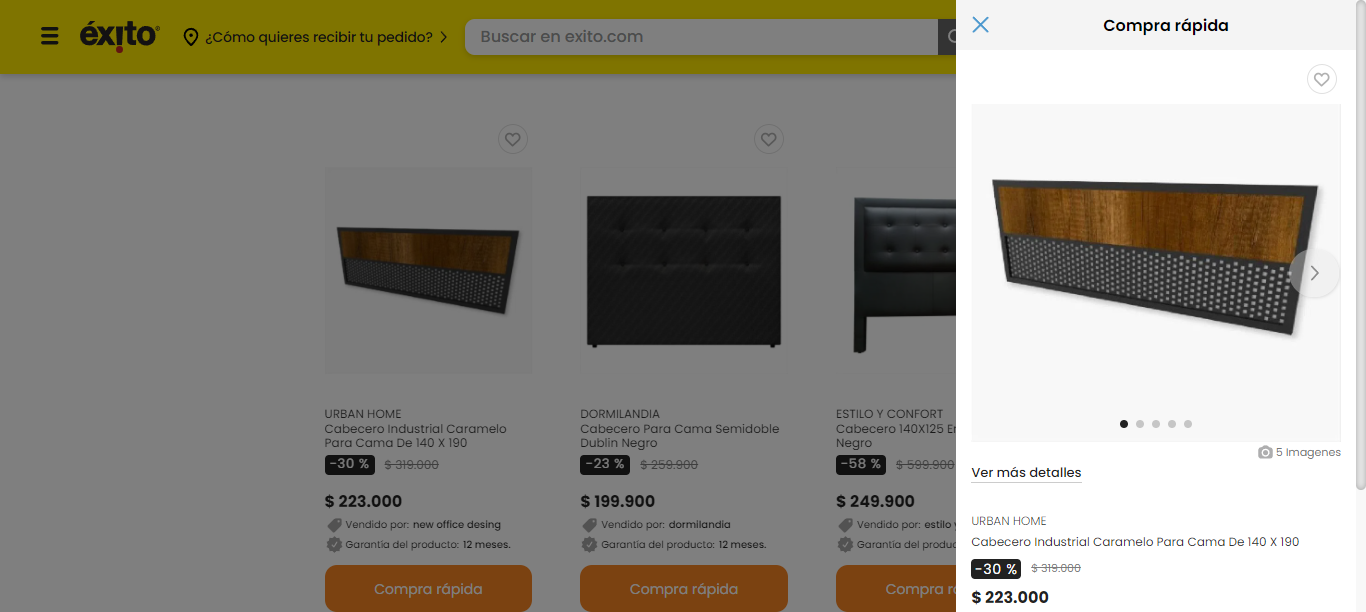 éxito
¿Cómo quieres recibir tu pedido?
Buscar en exito.com
URBAN HOME
Cabecero Industrial Caramelo
Para Cama De 140 X 190
-30 % $ 319.000
$ 223.000
Vendido por: new office desing
Garantía del producto: 12 meses.
Compra rápida
DORMILANDIA
Cabecero Para Cama Semidoble
Dublin Negro
-23 % $ 259.900
$ 199.900
Vendido por: dormilandia
Garantía del producto: 12 meses.
Compra rápida
ESTILO Y CONFORT
Cabecero 140X125 E
Negro
-58 % $ 599.900
$ 249.900
Vendido por: estilo
Garantía del produc
Compra r
Compra rápida
5 Imagenes
Ver más detalles
URBAN HOME
Cabecero Industrial Caramelo Para Cama De 140 X 190
-30 % $ 319.000
$ 223.000